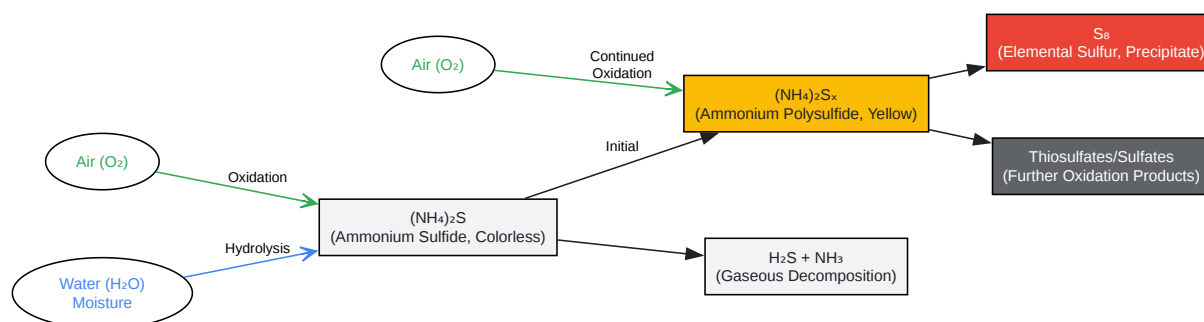 S₈
(Elemental Sulfur, Precipitate)
Air (O₂)
Continued
Oxidation
(NH₄)₂Sₓ
(Ammonium Polysulfide, Yellow)
Initial
Thiosulfates/Sulfates
(Further Oxidation Products)
Air (O₂)
Oxidation
(NH₄)₂S
(Ammonium Sulfide, Colorless)
Hydrolysis
H₂S + NH₃
(Gaseous Decomposition)
Water (H₂O)
Moisture